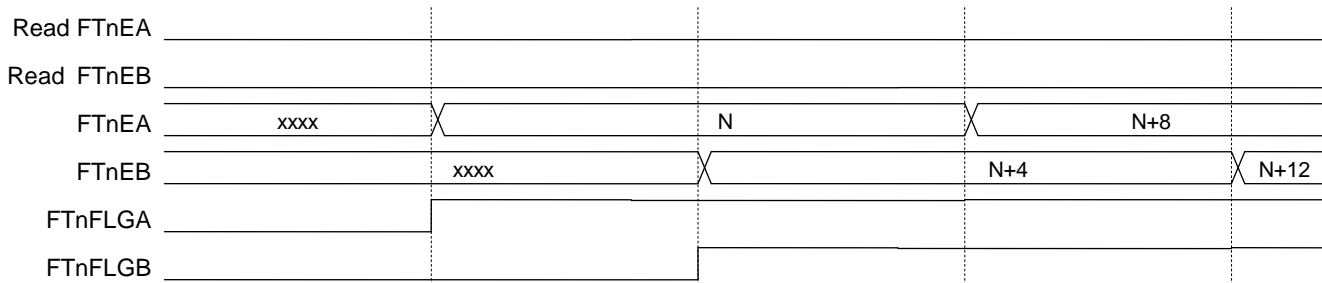 Read FTnEA
Read FTnEB
FTnEA xxxx N N+8
FTnEB xxxx N+4 N+12
FTnFLGA
FTnFLGB